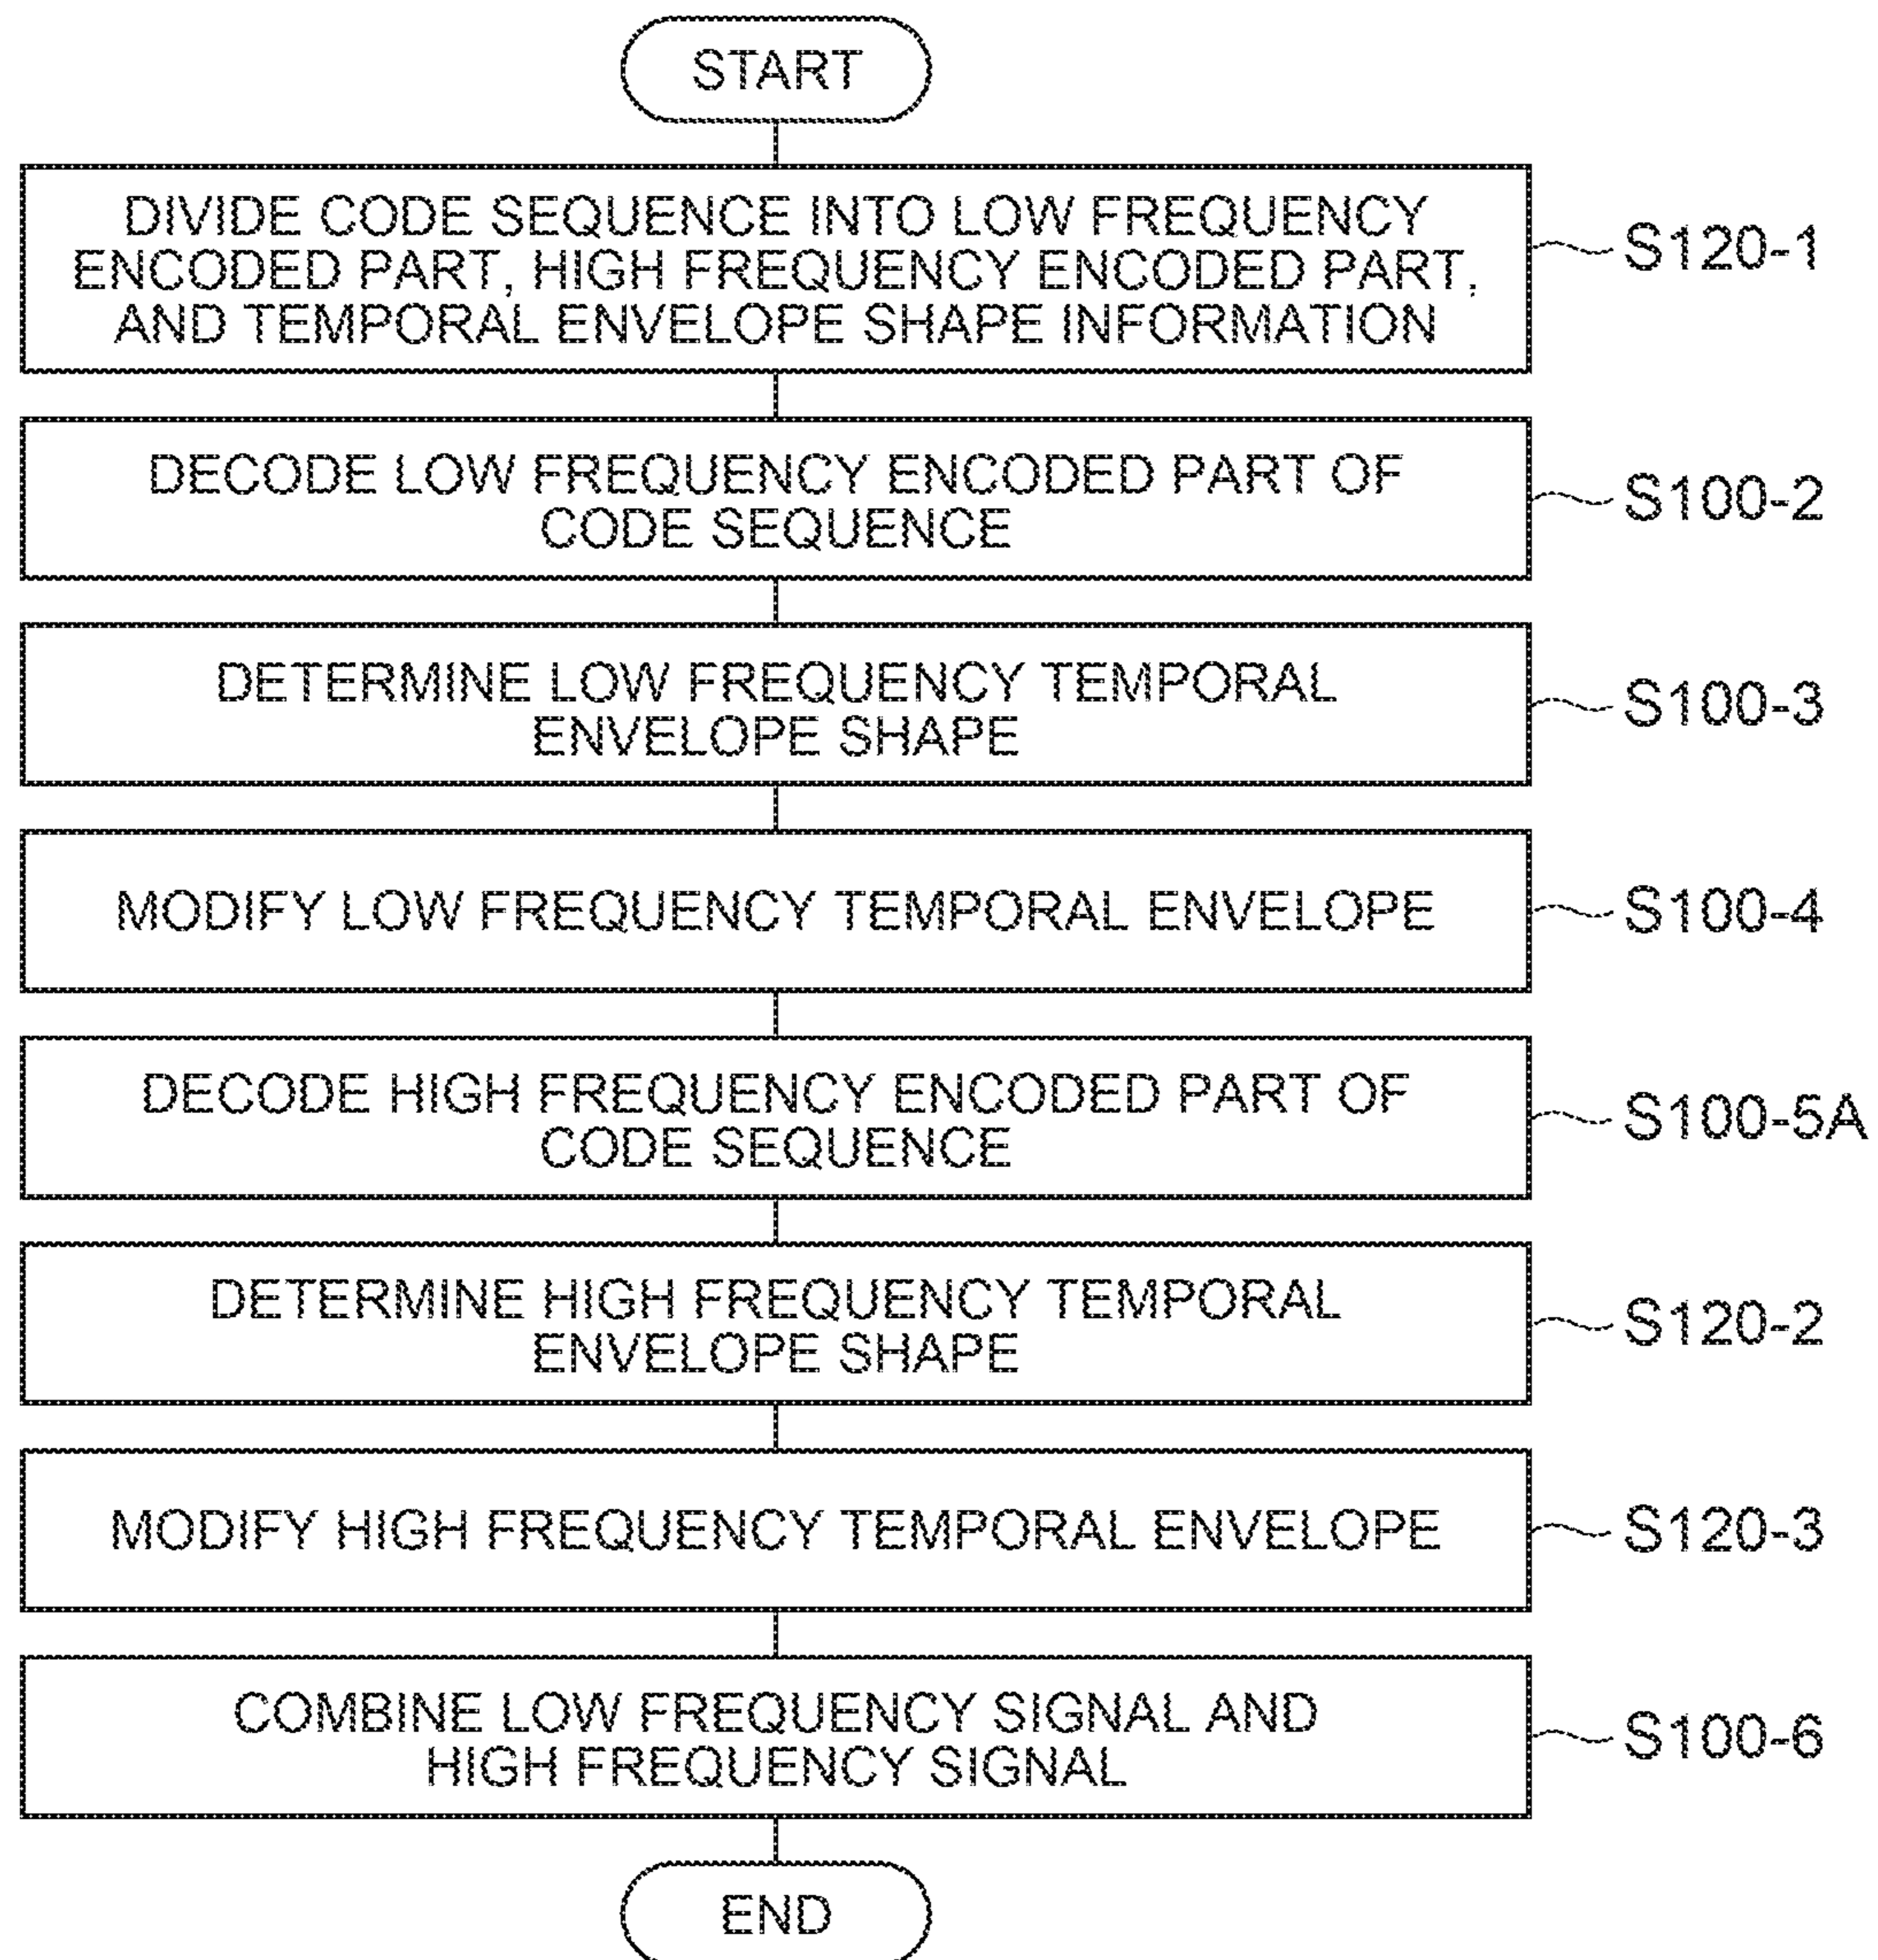 START
DIVIDE CODE SEQUENCE INTO LOW FREQUENCY
ENCODED PART, HIGH FREQUENCY ENCODED PART,
AND TEMPORAL ENVELOPE SHAPE INFORMATION
S120-1
DECODE LOW FREQUENCY ENCODED PART OF
CODE SEQUENCE
S100-2
DETERMINE LOW FREQUENCY TEMPORAL
ENVELOPE SHAPE
S100-3
MODIFY LOW FREQUENCY TEMPORAL ENVELOPE
S100-4
DECODE HIGH FREQUENCY ENCODED PART OF
CODE SEQUENCE
S100-5A
DETERMINE HIGH FREQUENCY TEMPORAL
ENVELOPE SHAPE
S120-2
MODIFY HIGH FREQUENCY TEMPORAL ENVELOPE
S120-3
COMBINE LOW FREQUENCY SIGNAL AND
HIGH FREQUENCY SIGNAL
S100-6
END